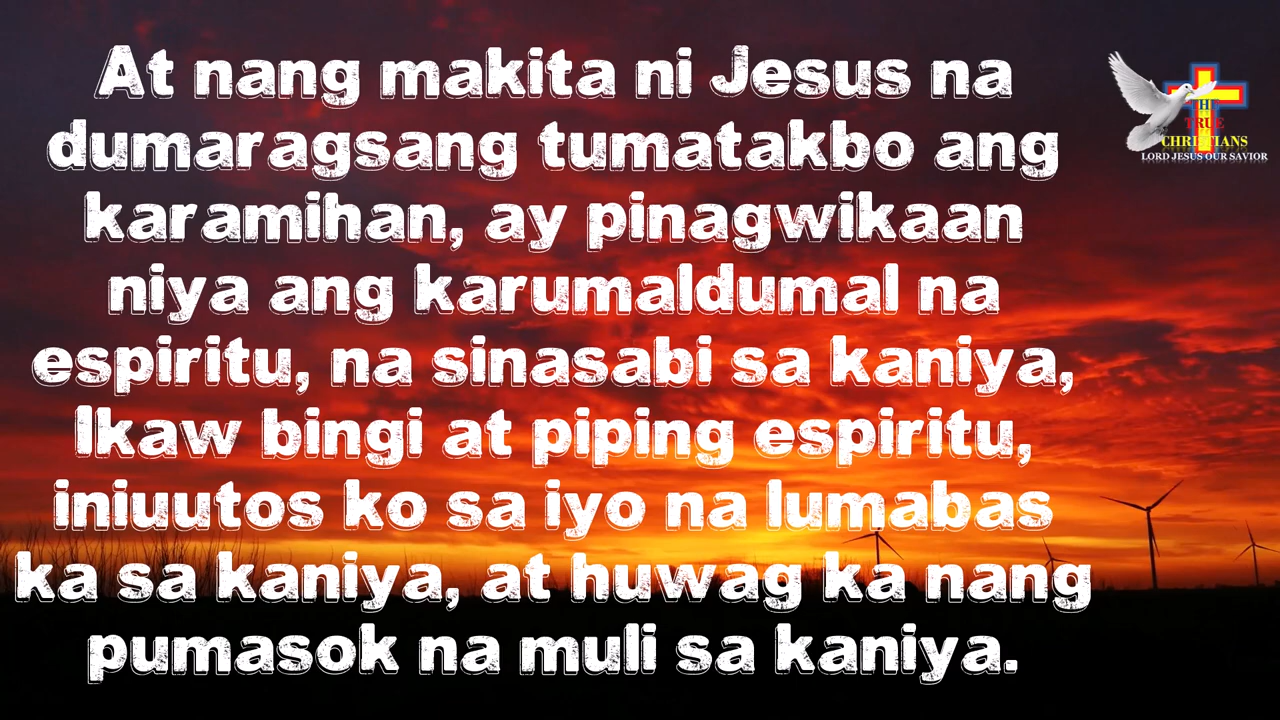 At nang makita ni Jesus na
dumaragsang tumatakbo ang
karamihan, ay pinagwikaan
niya ang karumaldumal na
espiritu, na sinasabi sa kaniya,
Ikaw bingi at piping espiritu,
iniuutos ko sa iyo na lumabas
ka sa kaniya, at huwag ka nang
pumasok na muli sa kaniya.
THE
TRUE
CHRISTIANS
LORD JESUS OUR SAVIOR